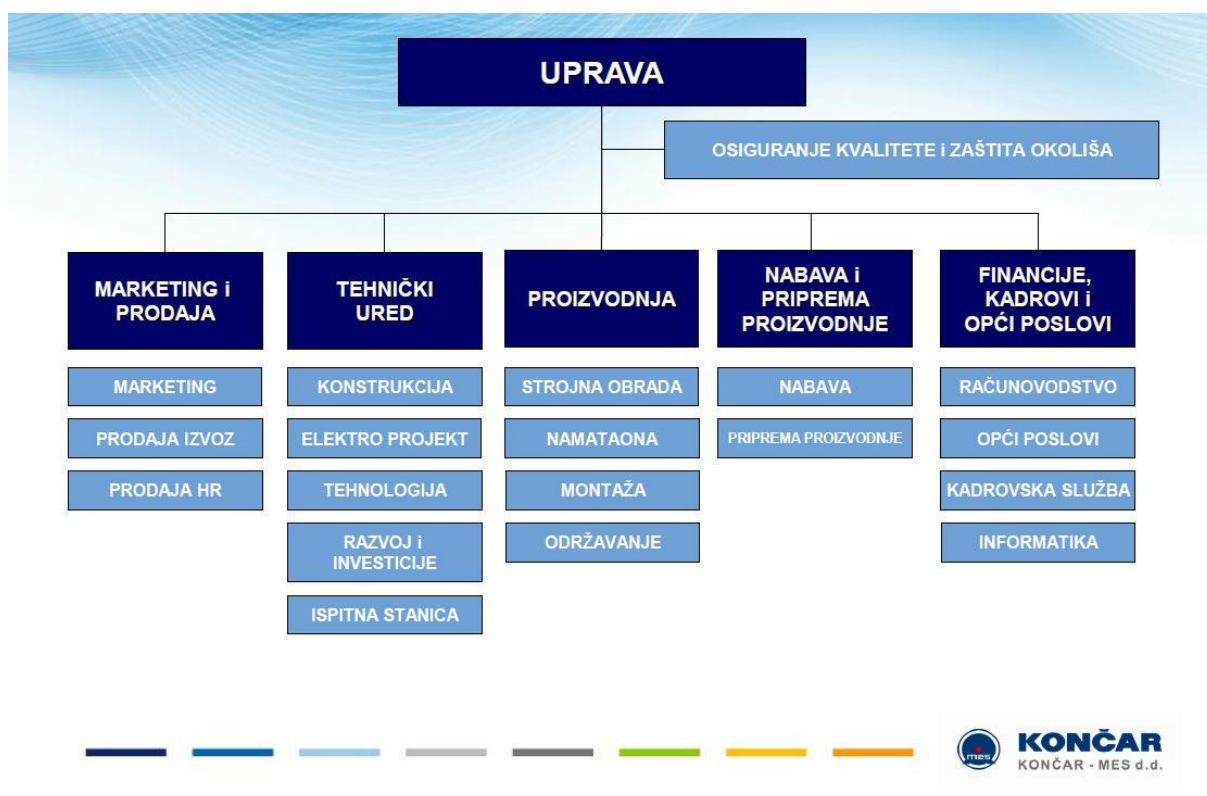 UPRAVA
OSIGURANJE KVALITETE i ZAŠTITA OKOLIŠA
MARKETING i
PRODAJA
MARKETING
PRODAJA IZVOZ
PRODAJA HR
TEHNIČKI
URED
KONSTRUKCIJA
ELEKTRO PROJEKT
TEHNOLOGIJA
RAZVOJ i
INVESTICIJE
ISPITNA STANICA
PROIZVODNJA
STROJNA OBRADA
NAMATAONA
MONTAŽA
ODRŽAVANJE
NABAVA i
PRIPREMA
PROIZVODNJE
NABAVA
PRIPREMA PROIZVODNJE
FINANCIJE,
KADROVI i
OPĆI POSLOVI
RAČUNOVODSTVO
OPĆI POSLOVI
KADROVSKA SLUŽBA
INFORMATIKA
mes
KONČAR
KONČAR - MES d.d.